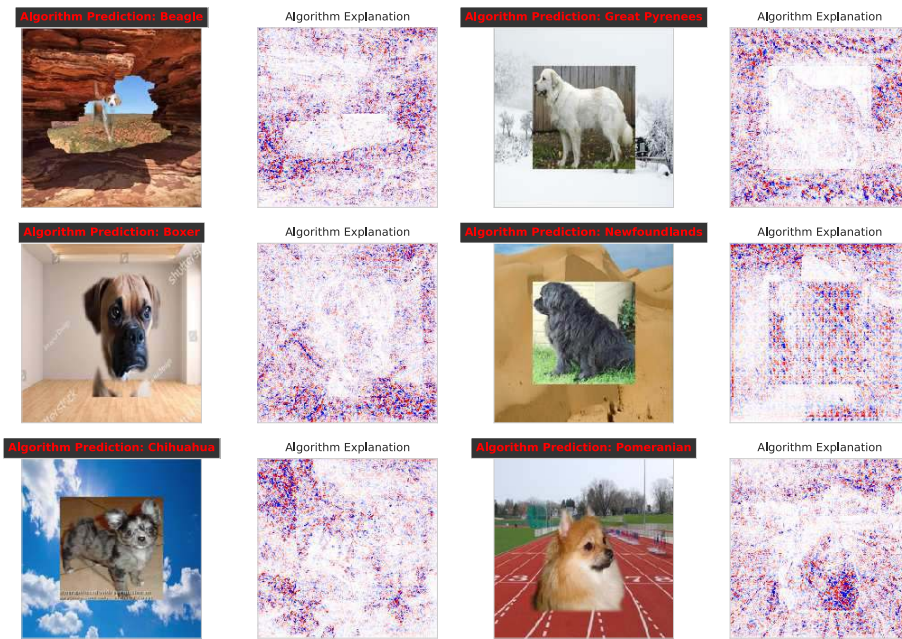 Algorithm Prediction: Beagle
Algorithm Explanation
Algorithm Prediction: Great Pyrenees
Algorithm Explanation
Algorithm Prediction: Boxer
Algorithm Explanation
Algorithm Prediction: Newfoundlands
Algorithm Explanation
Algorithm Prediction: Chihuahua
Algorithm Explanation
Algorithm Prediction: Pomeranian
Algorithm Explanation